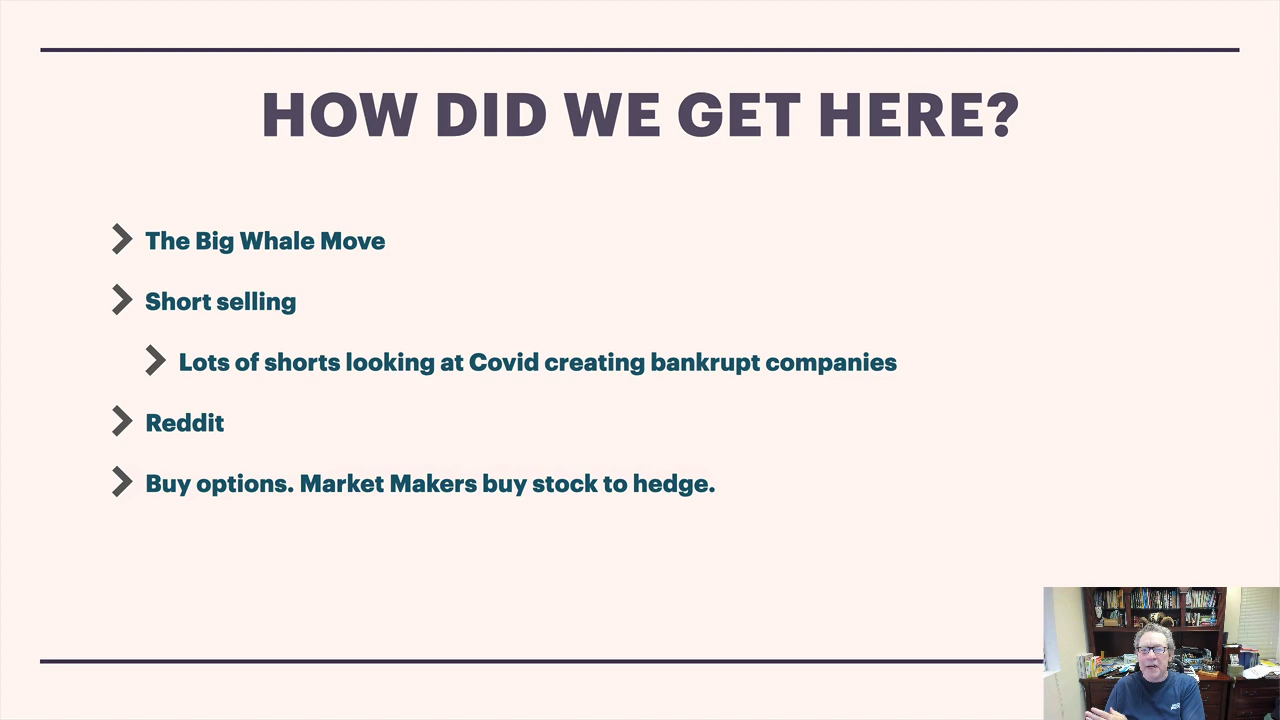 HOW DID WE GET HERE?
The Big Whale Move
Short selling
Lots of shorts looking at Covid creating bankrupt companies
Reddit
Buy options. Market Makers buy stock to hedge.